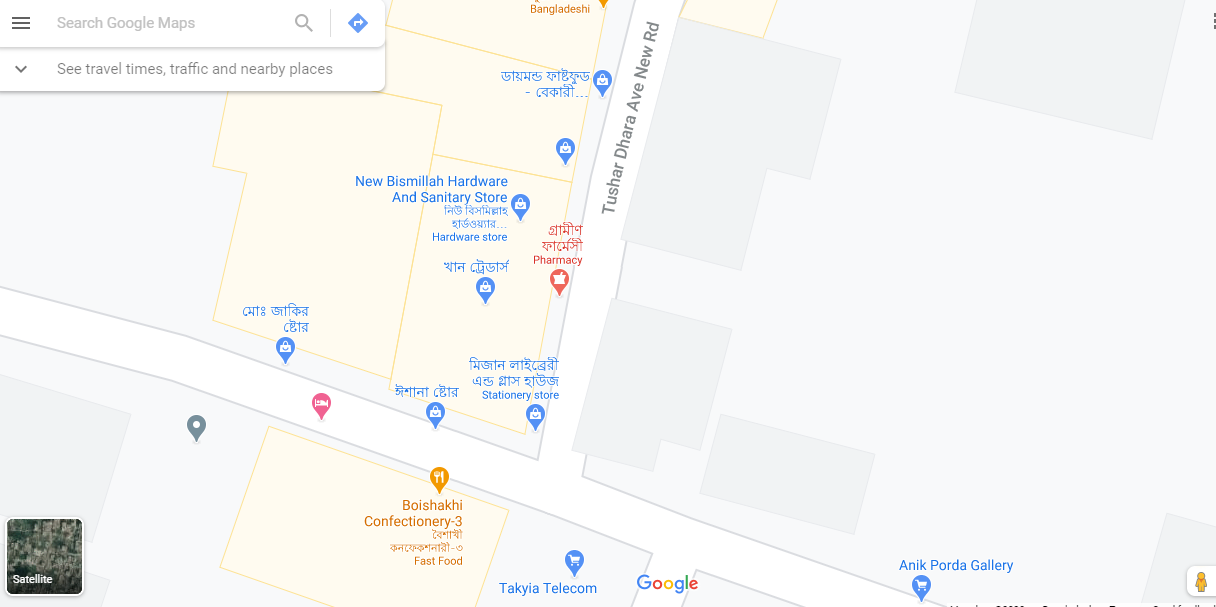 Search Google Maps
See travel times, traffic and nearby places
Bangladeshi
ডায়মন্ড ফাষ্টফুড
- বেকারী...
Tushar Dhara Ave New Rd
New Bismillah Hardware
And Sanitary Store
নিউ বিসমিল্লাহ
হার্ডওয়্যার...
Hardware store
গ্রামীণ
ফার্মেসী
Pharmacy
খান ট্রেডার্স
মোঃ জাকির
ষ্টোর
মিজান লাইব্রেরী
এন্ড গ্লাস হাউজ
Stationery store
ঈশানা ষ্টোর
Boishakhi
Confectionery-3
বৈশাখী
কনফেকশনারী-৩
Fast Food
Takyia Telecom
Google
Anik Porda Gallery
Satellite